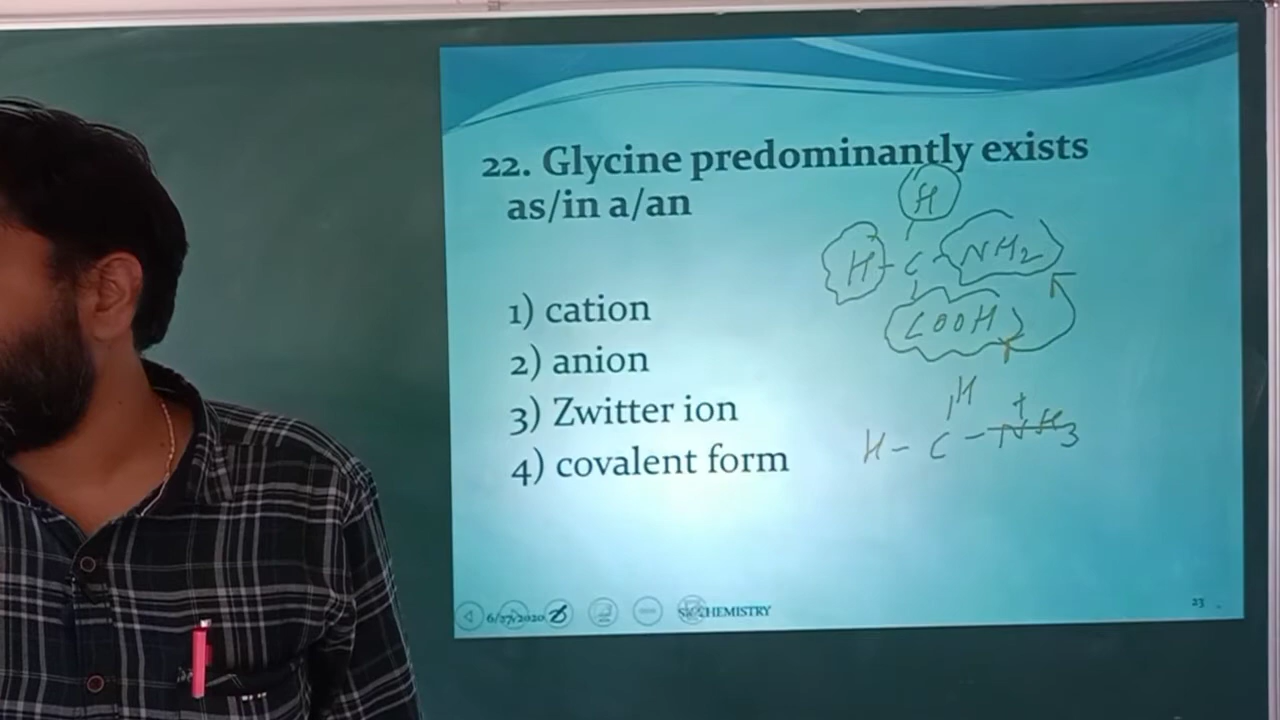 22. Glycine predominantly exists
as/in a/an
H
H - C - NH2
COOH
1) cation
2) anion
3) Zwitter ion
4) covalent form
H
+
H - C - NH3
6/27/2020
CHEMISTRY
23